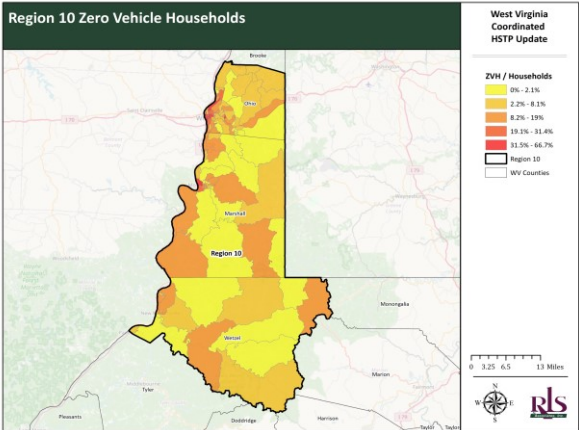 Region 10 Zero Vehicle Households
West Virginia
Coordinated
HSTP Update
ZVH / Households
0% - 2.1%
2.2% - 8.1%
8.2% - 19%
19.1% - 31.4%
31.5% - 66.7%
Region 10
WV Counties
Brooke
Ohio
Marshall
Region 10
Monongalia
Wetzel
Tyler
Marion
Pleasants
Doddridge
Harrison
Taylor
Taylor
0 3.25 6.5 13 Miles
N
W E
S
RLS